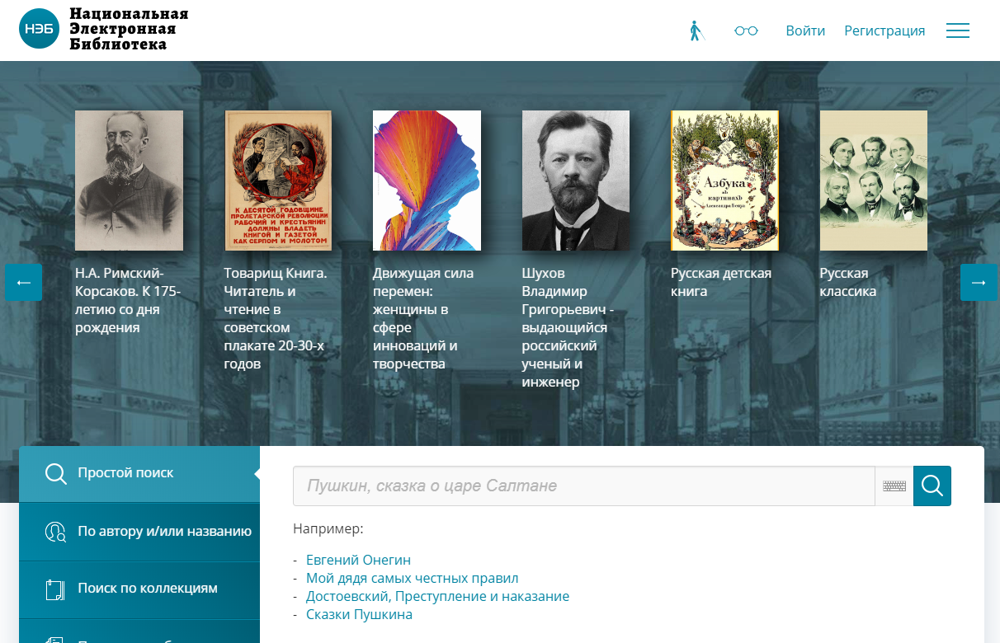 НЭБ
Национальная
Электронная
Библиотека
Войти
Регистрация
К ДЕСЯТОЙ ГОДОВЩИНЕ
ПРОЛЕТАРСКОЙ РЕВОЛЮЦИИ
РАБОЧИЙ И КРЕСТЬЯНИН
ДОЛЖНЫ ВЛАДЕТЬ
КНИГОЙ И ГАЗЕТОЙ
КАК СЕРПОМ И МОЛОТОМ
Азбука
въ
картинахъ
Александра Бенуа
Н.А. Римский-
Корсаков. К 175-
летию со дня
рождения
Товарищ Книга.
Читатель и
чтение в
советском
плакате 20-30-х
годов
Движущая сила
перемен:
женщины в
сфере
инноваций и
творчества
Шухов
Владимир
Григорьевич -
выдающийся
российский
ученый и
инженер
Русская детская
книга
Русская
классика
Простой поиск
По автору и/или названию
Поиск по коллекциям
Пушкин, сказка о царе Салтане
Например:
- Евгений Онегин
- Мой дядя самых честных правил
- Достоевский, Преступление и наказание
- Сказки Пушкина